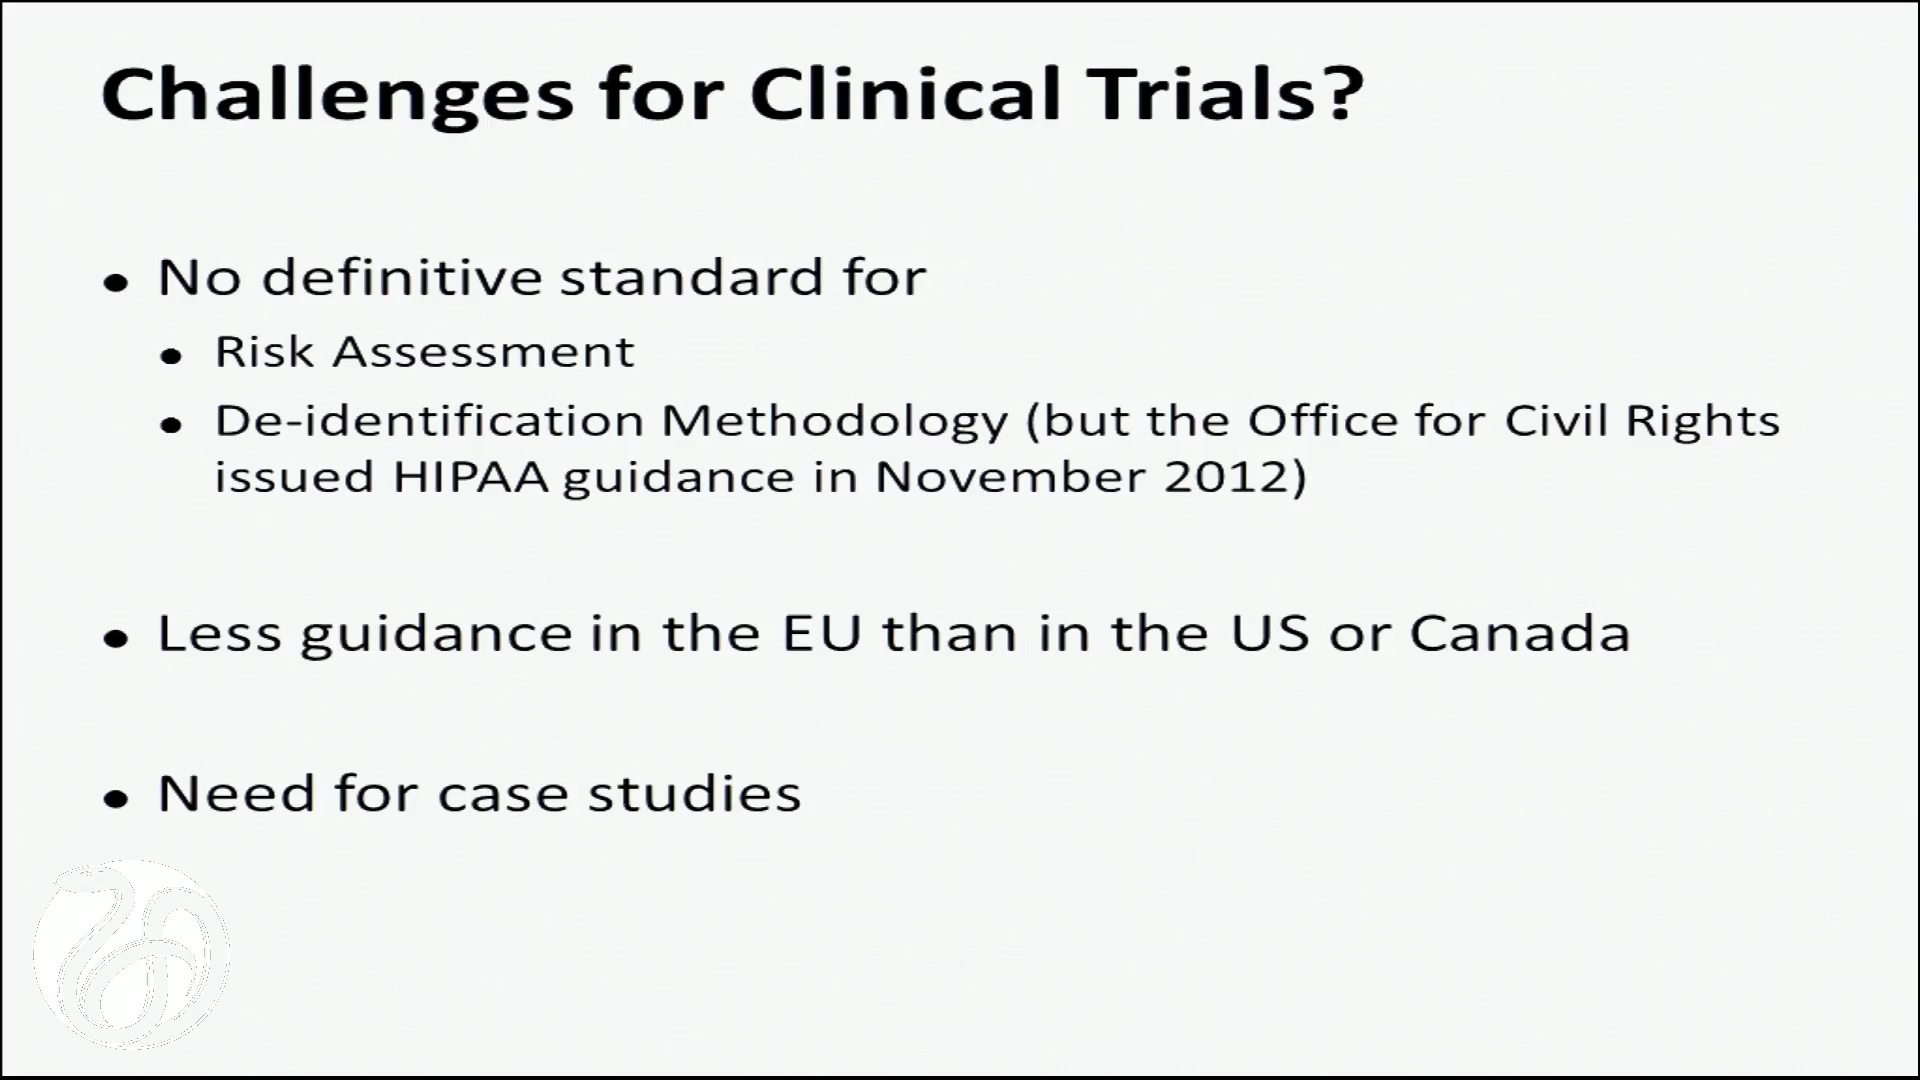 Challenges for Clinical Trials?
• No definitive standard for
• Risk Assessment
• De-identification Methodology (but the Office for Civil Rights
issued HIPAA guidance in November 2012)
• Less guidance in the EU than in the US or Canada
• Need for case studies